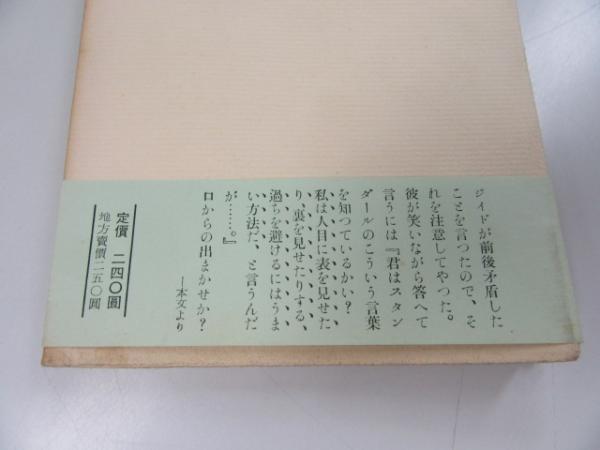 ジイドが前後矛盾した
ことを言つたので、そ
れを注意してやつた。
彼が笑いながら答へて
言うには『君はスタン
ダールのこういう言葉
を知つているかい?
私は人目に表を見せた
り、裏を見せたりする、
過ちを避けるにはうま
い方法だ、と言うんだ
が……。』
口からの出まかせか?
―本文より
定價 二四〇圓
地方賣價二五〇圓